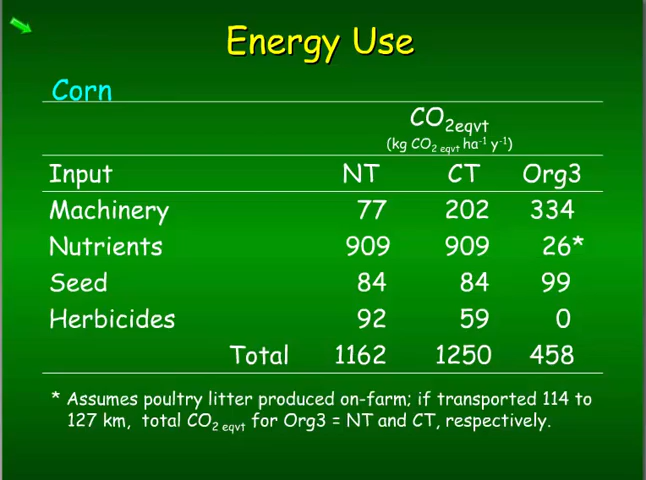 Energy Use
Corn
CO2eqvt
(kg CO2 eqvt ha-1 y-1)
Input NT CT Org3
Machinery 77 202 334
Nutrients 909 909 26*
Seed 84 84 99
Herbicides 92 59 0
Total 1162 1250 458
* Assumes poultry litter produced on-farm; if transported 114 to
127 km, total CO2 eqvt for Org3 = NT and CT, respectively.